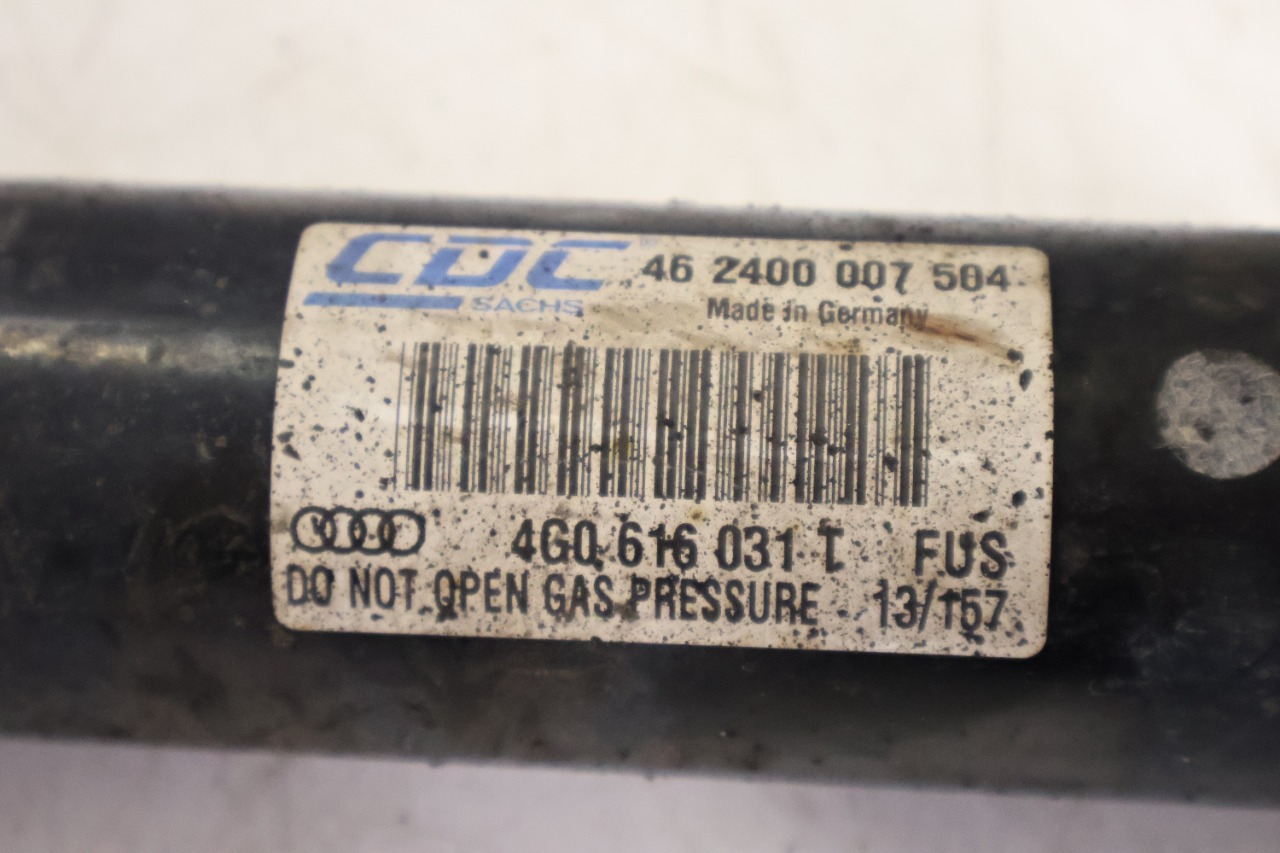 CDC® 46 2400 007 504
SACHS Made in Germany
4G0 616 031 T FUS
DO NOT OPEN GAS PRESSURE 13/157